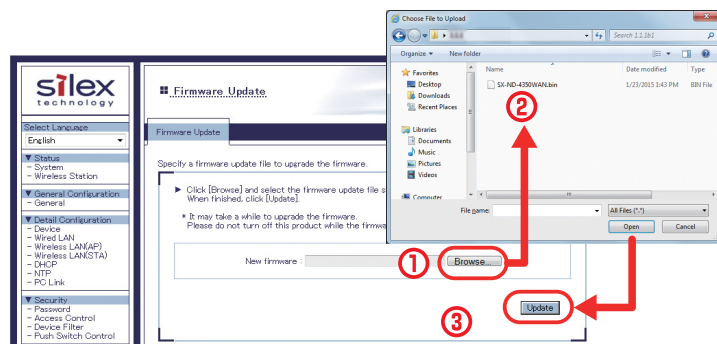 silex
technology
Select Language
English
▼ Status
- System
- Wireless Station
▼ General Configuration
- General
▼ Detail Configuration
- Device
- Wired LAN
- Wireless LAN(AP)
- Wireless LAN(STA)
- DHCP
- NTP
- PC Link
▼ Security
- Password
- Access Control
- Device Filter
- Push Switch Control
Firmware Update
Firmware Update
Specify a firmware update file to upgrade the firmware.
Click [Browse] and select the firmware update file s
When finished, click [Update].
* It may take a while to upgrade the firmware.
Please do not turn off this product while the firmwa
New firmware :
① Browse...
③ Update
Choose File to Upload
Search 1.1.1b1
Organize New folder
Favorites
Desktop
Downloads
Recent Places
Libraries
Documents
Music
Pictures
Videos
Computer
Name Date modified Type
SX-ND-4350WAN.bin 1/23/2015 1:43 PM BIN File
②
File name: All Files (*.*)
Open Cancel